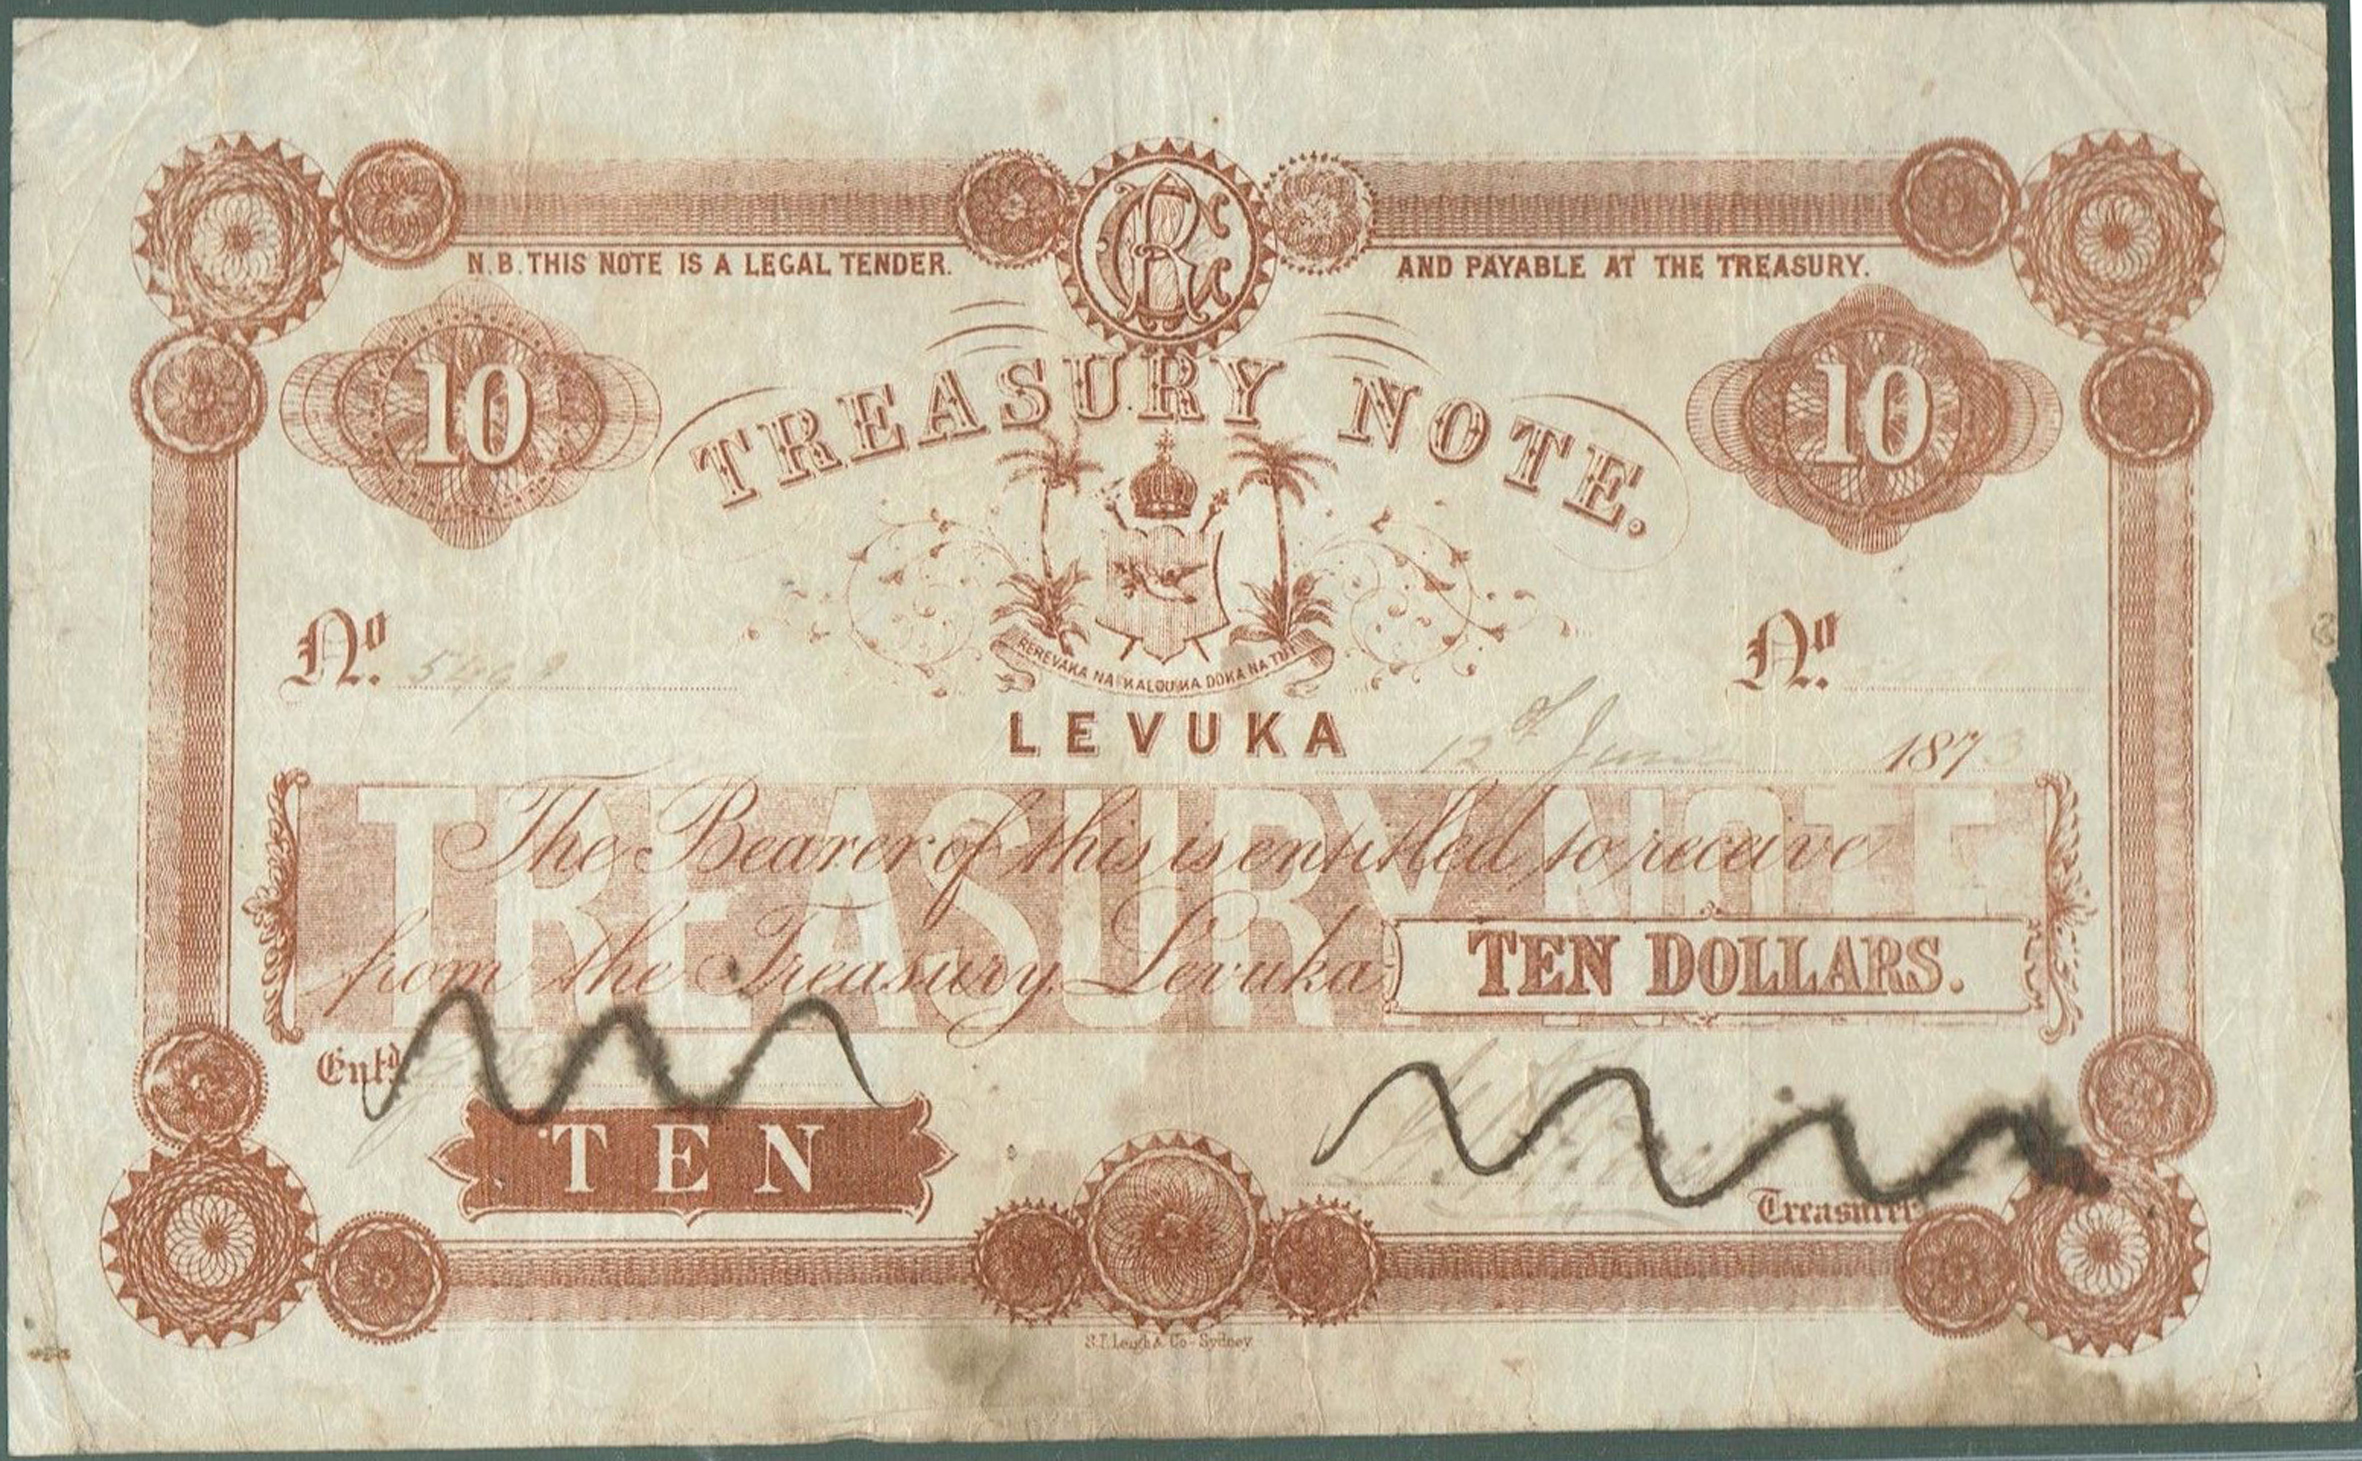 N.B. THIS NOTE IS A LEGAL TENDER. AND PAYABLE AT THE TREASURY.
CR
10 10
TREASURY NOTE.
REREVAKA NA KALOU KA DOKA NA TUI
No. 5498 No.
LEVUKA 12th June 1873
TREASURY NOTE
The Bearer of this is entitled to receive
from the Treasury, Levuka TEN DOLLARS.
Entd
TEN
Treasurer
S.T. Leigh & Co - Sydney